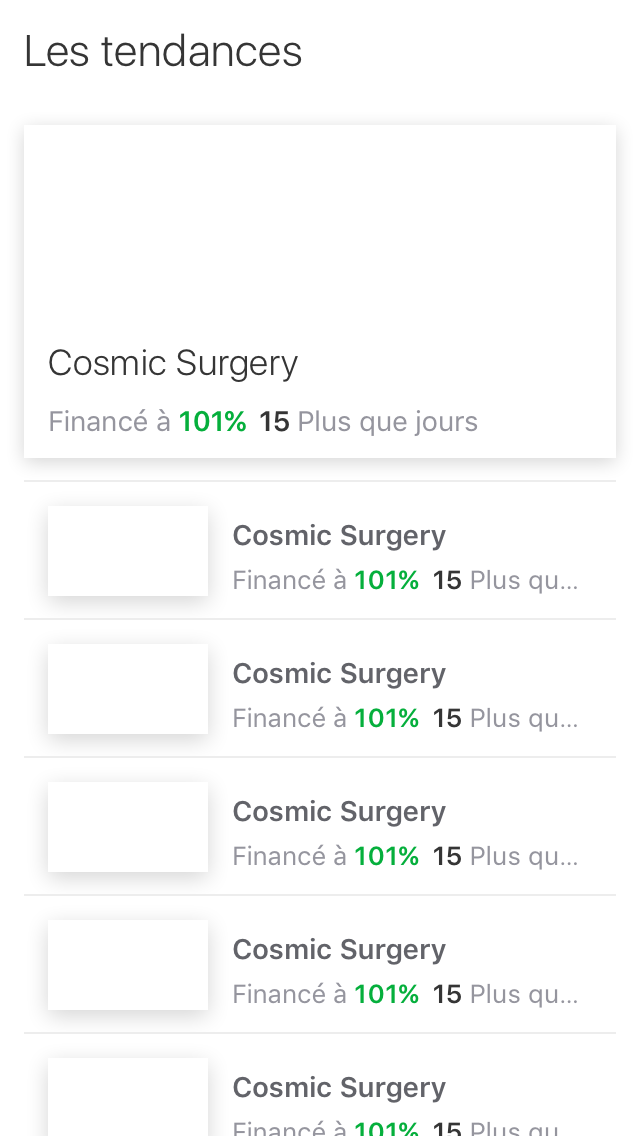 Les tendances
Cosmic Surgery
Financé à 101% 15 Plus que jours
Cosmic Surgery
Financé à 101% 15 Plus qu...
Cosmic Surgery
Financé à 101% 15 Plus qu...
Cosmic Surgery
Financé à 101% 15 Plus qu...
Cosmic Surgery
Financé à 101% 15 Plus qu...
Cosmic Surgery
Financé à 101% 15 Plus qu